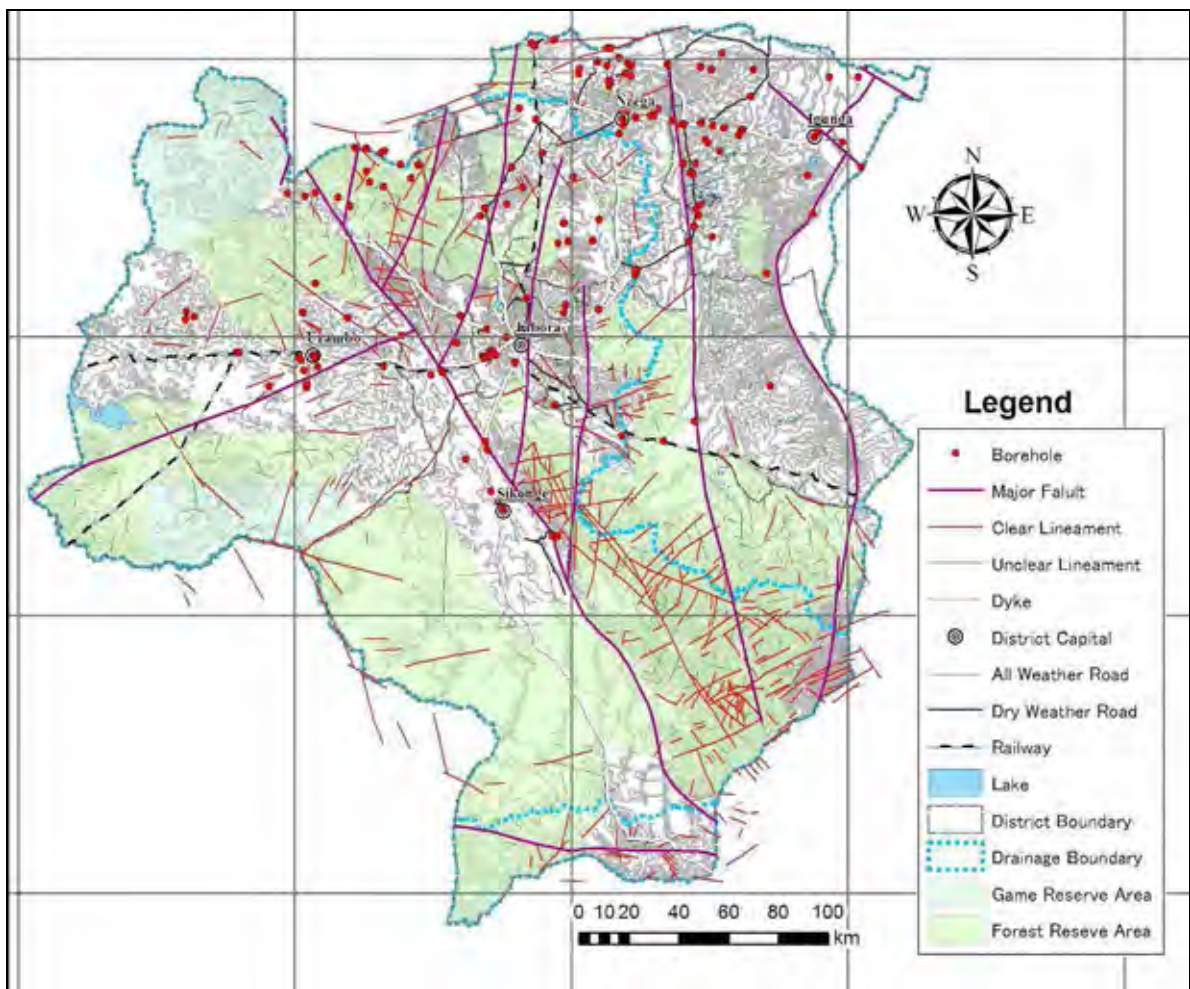 N
W E
S
Nzega
Igunga
Urambo
Tabora
Sikonge
Legend
Borehole
Major Falult
Clear Lineament
Unclear Lineament
Dyke
District Capital
All Weather Road
Dry Weather Road
Railway
Lake
District Boundary
Drainage Boundary
Game Reserve Area
Forest Reseve Area
0 10 20 40 60 80 100
km